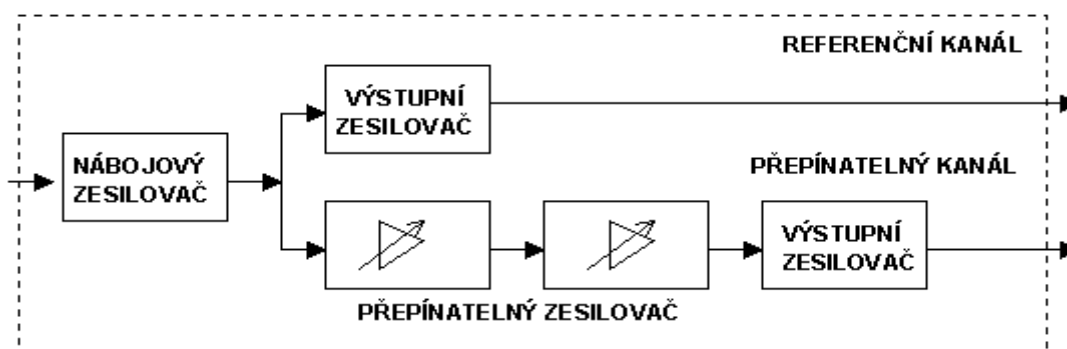 REFERENČNÍ KANÁL
VÝSTUPNÍ
ZESILOVAČ
NÁBOJOVÝ
ZESILOVAČ
PŘEPÍNATELNÝ KANÁL
VÝSTUPNÍ
ZESILOVAČ
PŘEPÍNATELNÝ ZESILOVAČ